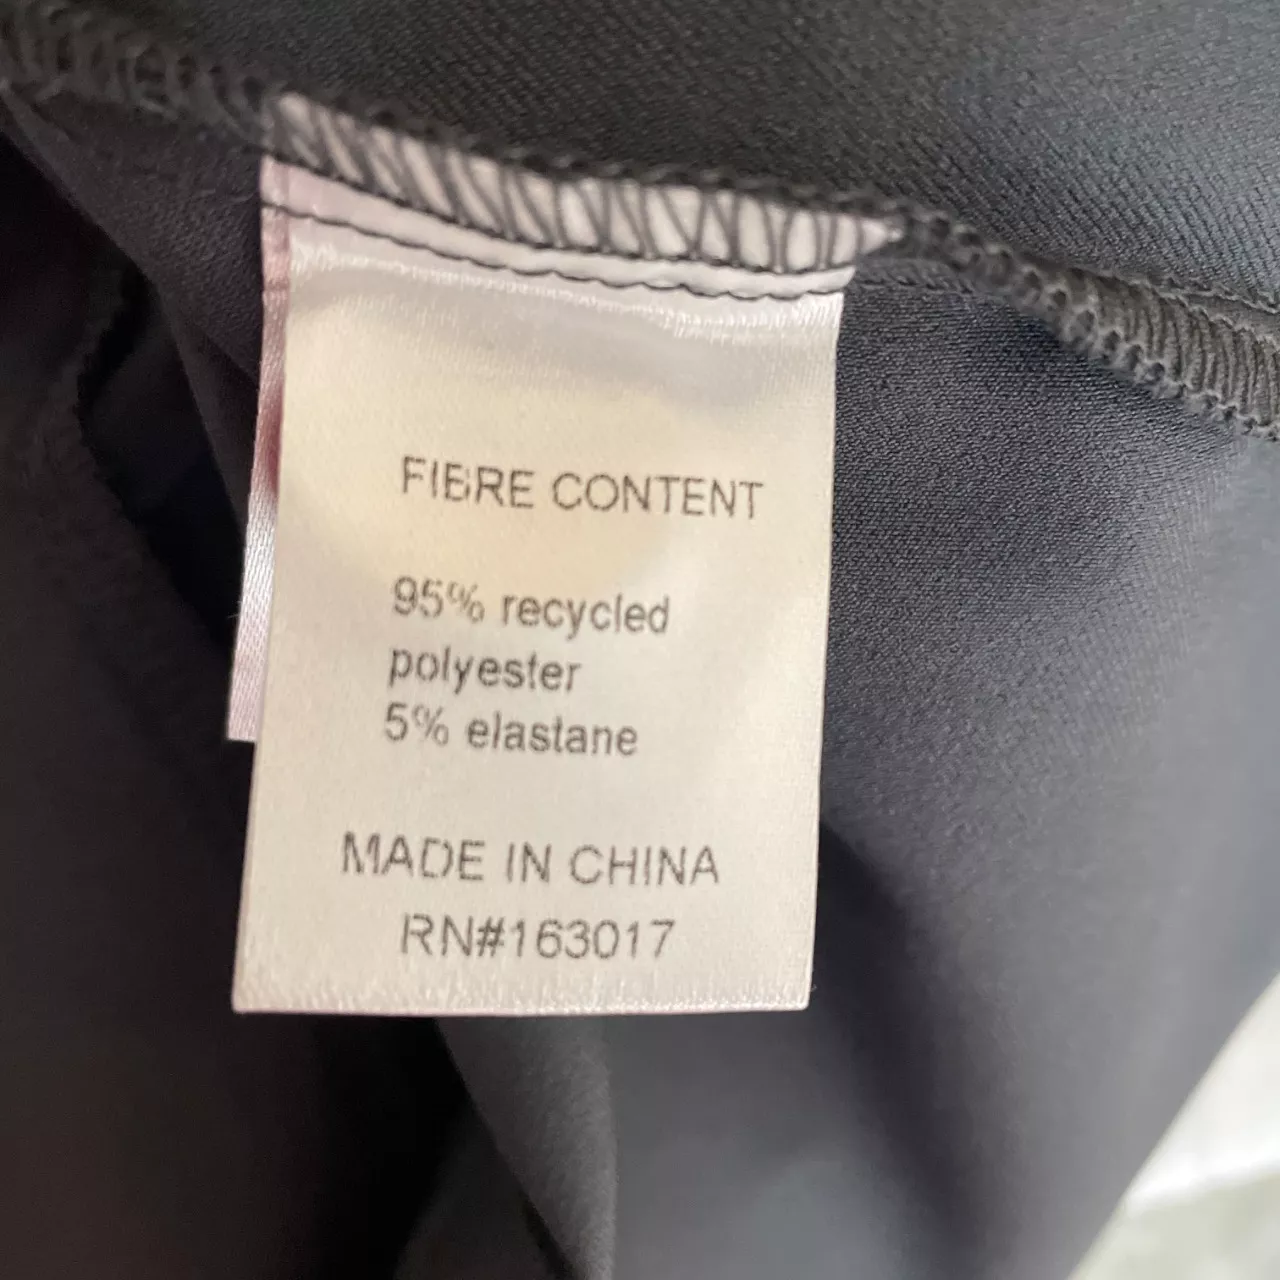 FIBRE CONTENT
95% recycled
polyester
5% elastane
MADE IN CHINA
RN#163017